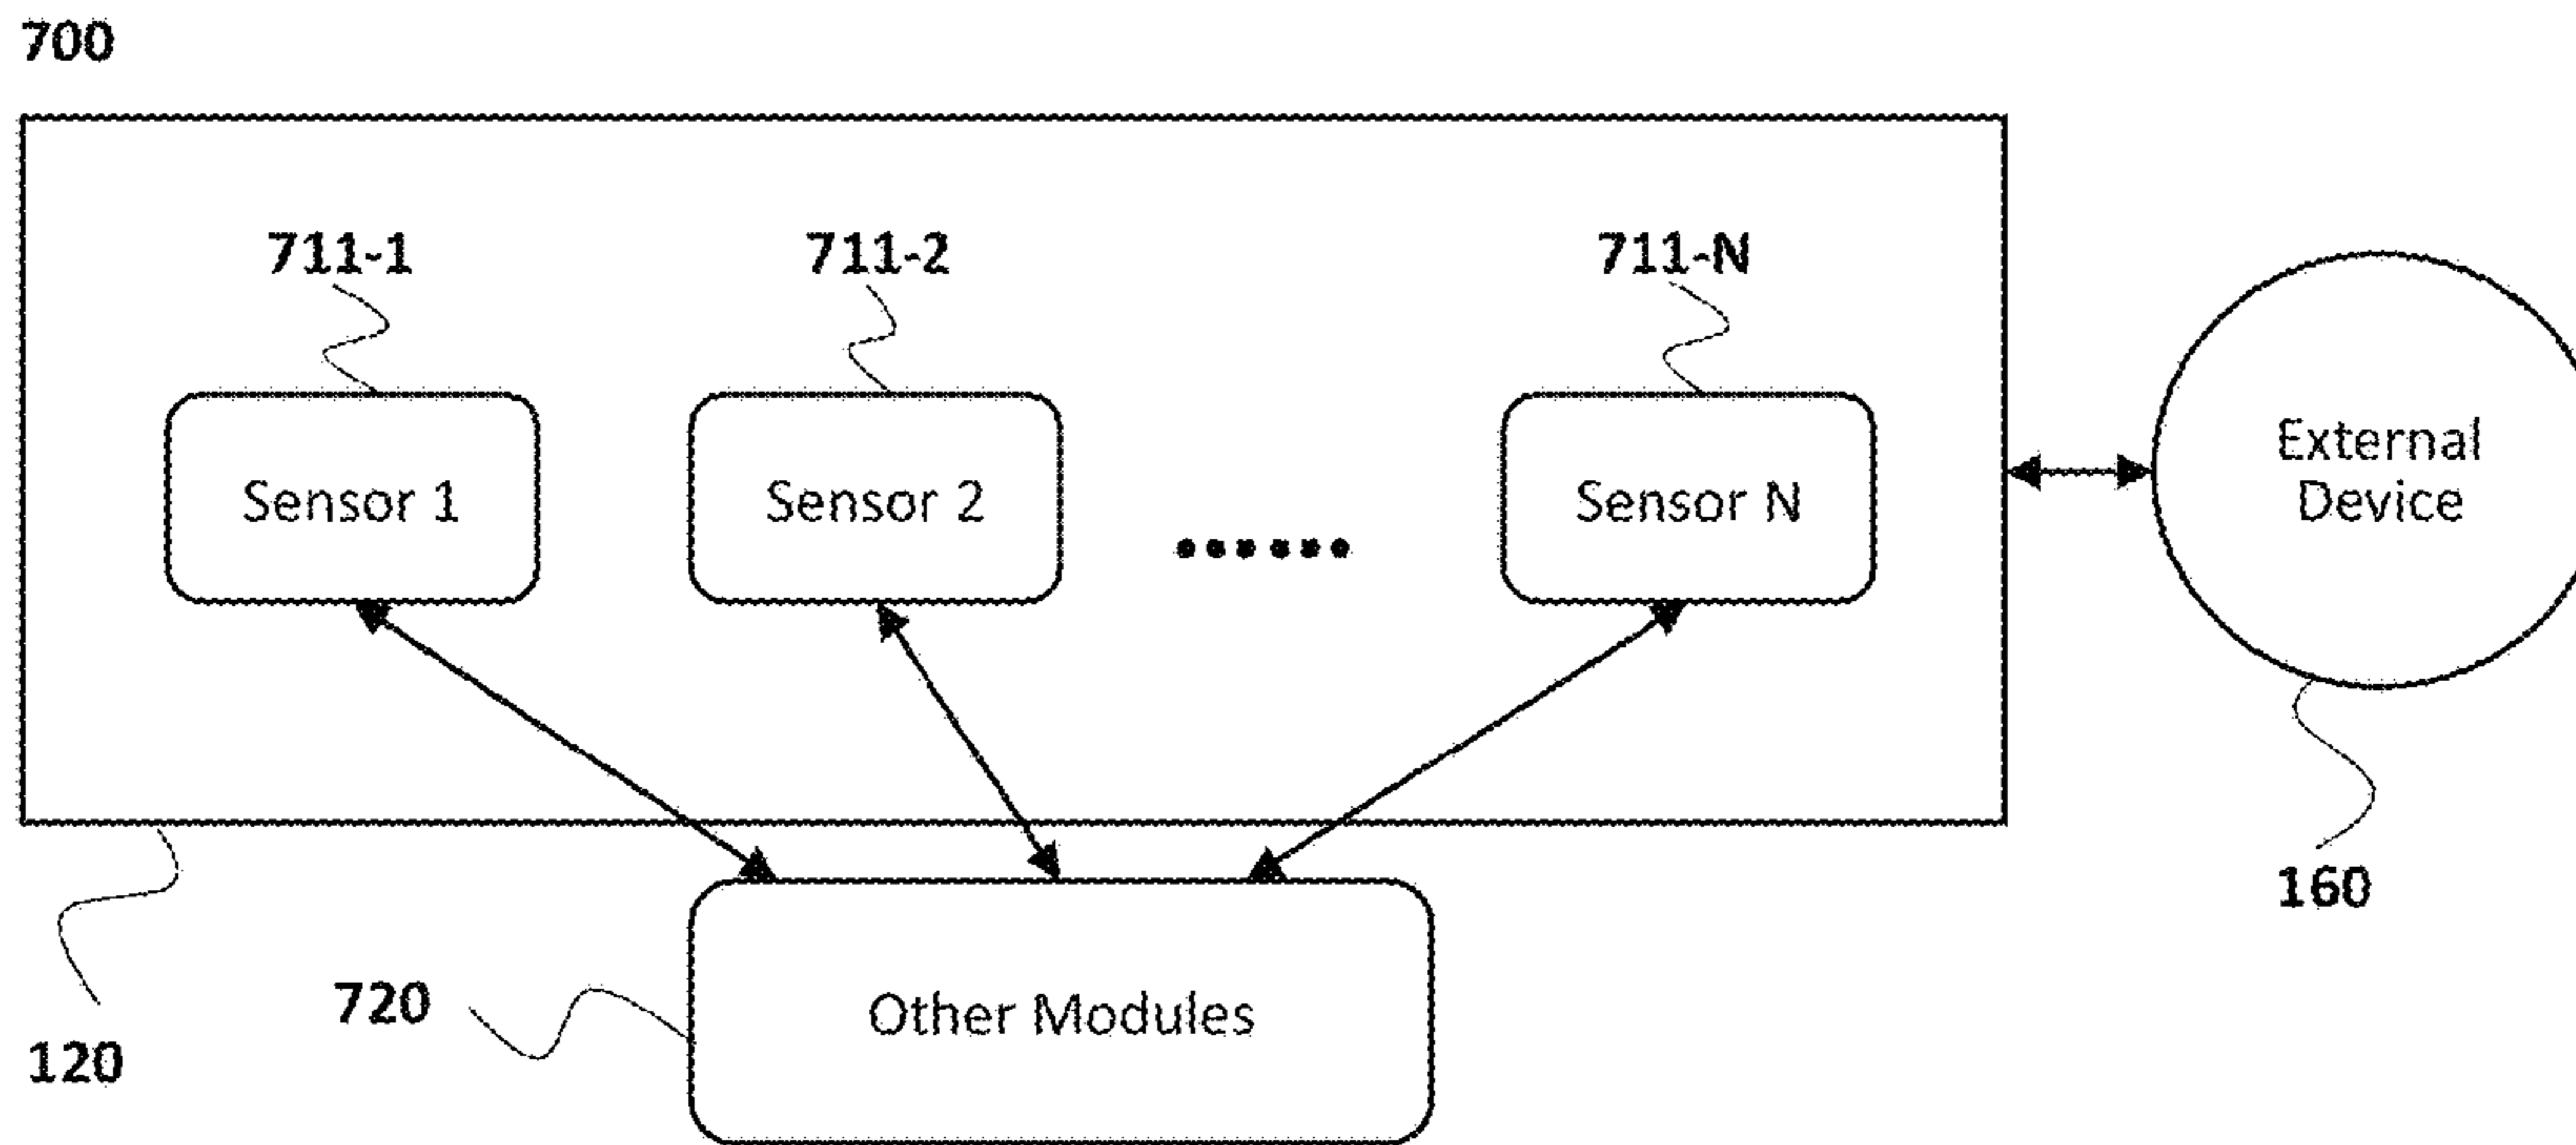 700
711-1
711-2
711-N
Sensor 1
Sensor 2
......
Sensor N
External
Device
160
720
Other Modules
120